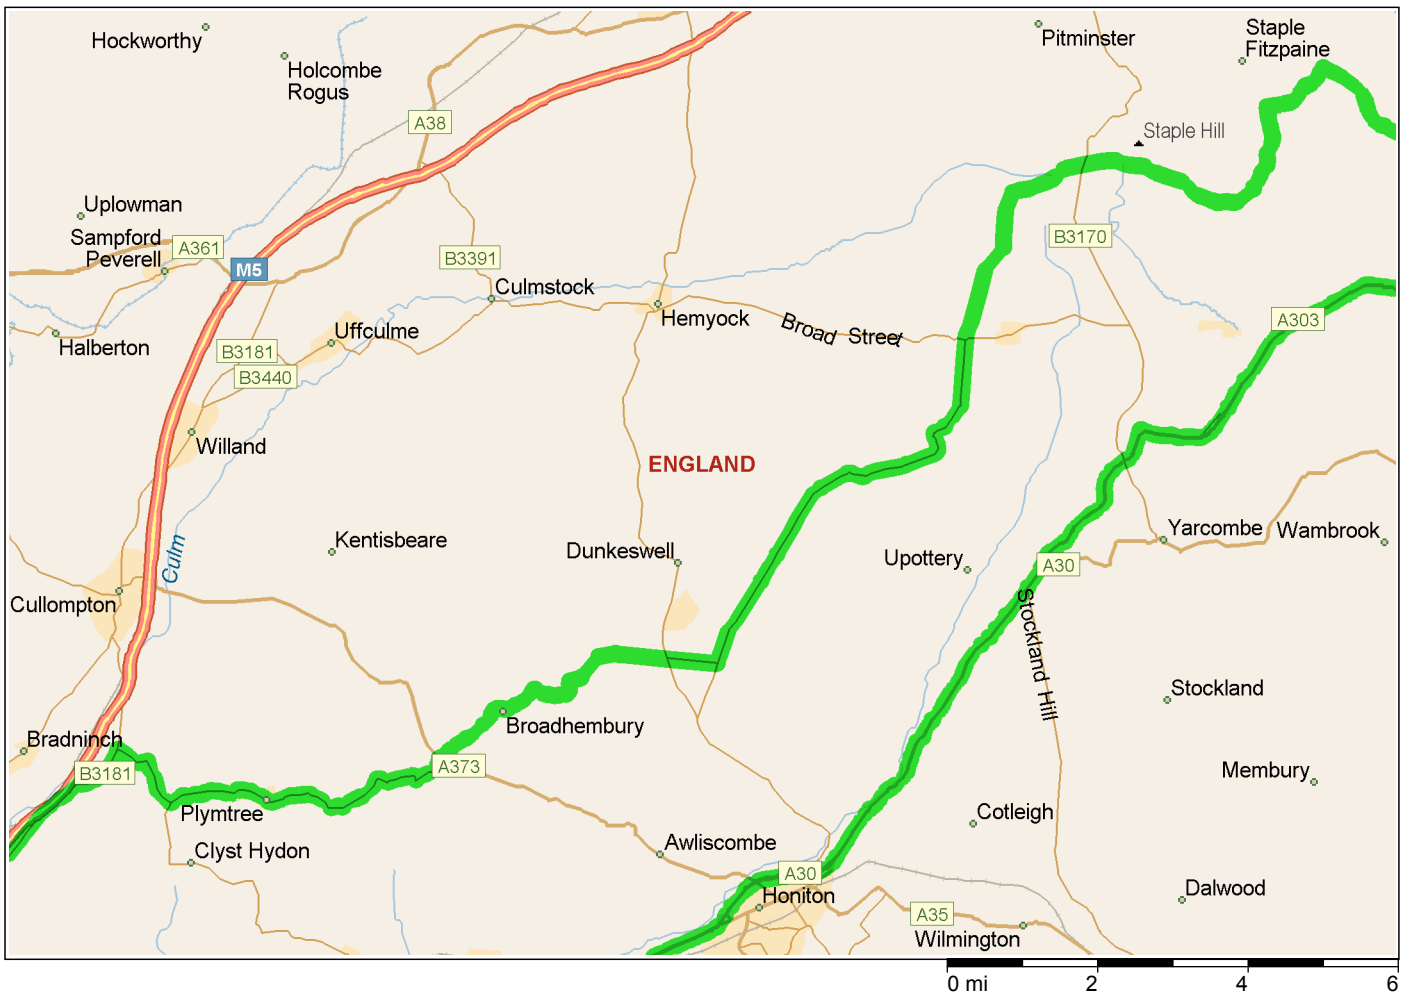 Hockworthy
Pitminster
Staple
Fitzpaine
Holcombe
Rogus
A38
Staple Hill
Uplowman
Sampford
Peverell
A361
B3170
B3391
M5
Culmstock
Hemyock
Broad Street
A303
Uffculme
Halberton
B3181
B3440
Willand
ENGLAND
Culm
Kentisbeare
Dunkeswell
Upottery
Yarcombe
Wambrook
A30
Cullompton
Stockland Hill
Stockland
Broadhembury
Bradninch
B3181
A373
Membury
Plymtree
Cotleigh
Clyst Hydon
Awliscombe
A30
Honiton
Dalwood
A35
Wilmington
0 mi 2 4 6